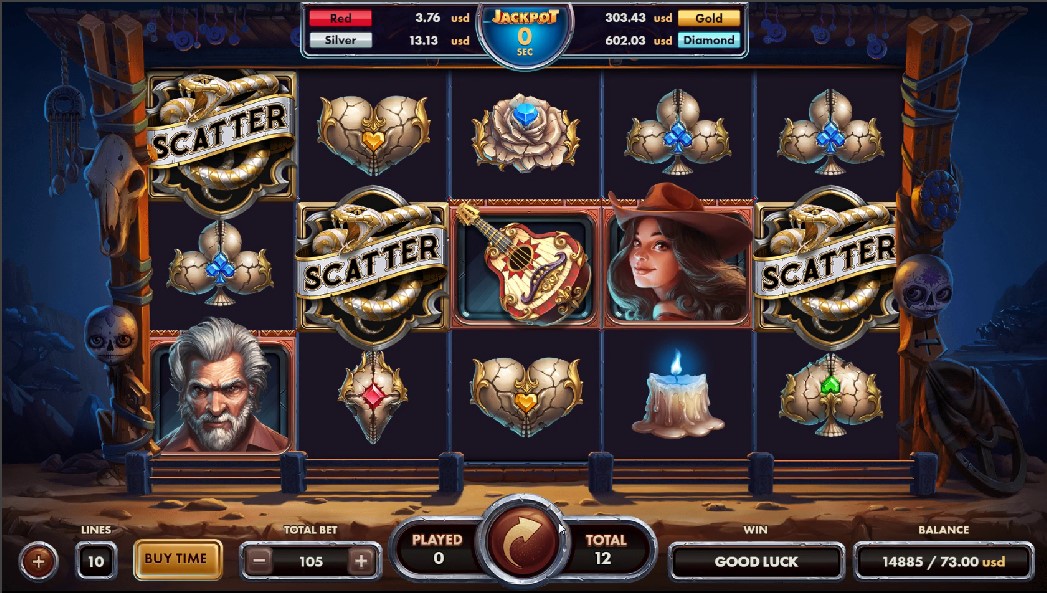 Red 3.76 usd
JACKPOT
303.43 usd Gold
Silver 13.13 usd
0
SEC
602.03 usd Diamond
SCATTER
SCATTER
SCATTER
LINES
10
BUY TIME
TOTAL BET
105
PLAYED
0
TOTAL
12
WIN
GOOD LUCK
BALANCE
14885 / 73.00 usd